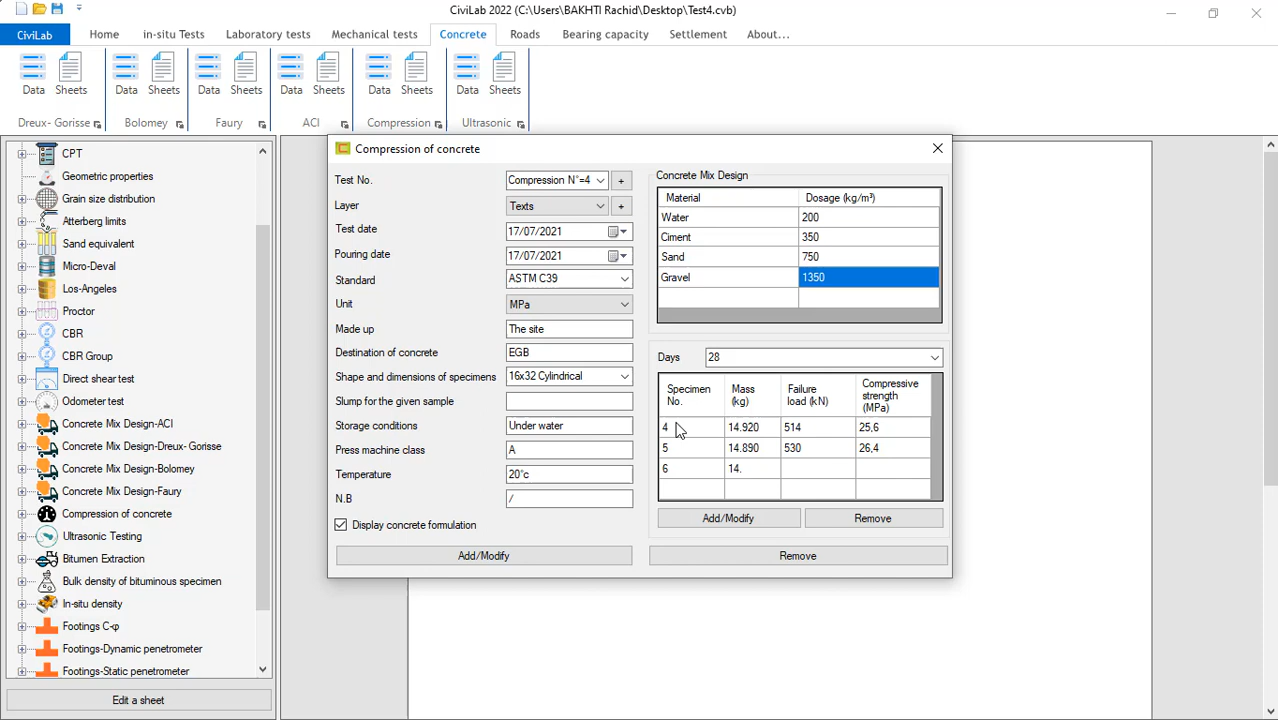 CiviLab 2022 (C:\Users\BAKHTI Rachid\Desktop\Test4.cvb)
CiviLab Home in-situ Tests Laboratory tests Mechanical tests Concrete Roads Bearing capacity Settlement About...
Data Sheets Data Sheets Data Sheets Data Sheets Data Sheets Data Sheets
Dreux- Gorisse Bolomey Faury ACI Compression Ultrasonic
CPT
Geometric properties
Grain size distribution
Atterberg limits
Sand equivalent
Micro-Deval
Los-Angeles
Proctor
CBR
CBR Group
Direct shear test
Odometer test
Concrete Mix Design-ACI
Concrete Mix Design-Dreux- Gorisse
Concrete Mix Design-Bolomey
Concrete Mix Design-Faury
Compression of concrete
Ultrasonic Testing
Bitumen Extraction
Bulk density of bituminous specimen
In-situ density
Footings C-φ
Footings-Dynamic penetrometer
Footings-Static penetrometer
Edit a sheet
Compression of concrete
Test No. Compression N°=4 +
Layer Texts +
Test date 17/07/2021
Pouring date 17/07/2021
Standard ASTM C39
Unit MPa
Made up The site
Destination of concrete EGB
Shape and dimensions of specimens 16x32 Cylindrical
Slump for the given sample
Storage conditions Under water
Press machine class A
Temperature 20°c
N.B /
Display concrete formulation
Add/Modify
Concrete Mix Design
Material Dosage (kg/m³)
Water 200
Ciment 350
Sand 750
Gravel 1350
Days 28
Specimen No. Mass (kg) Failure load (kN) Compressive strength (MPa)
4 14.920 514 25,6
5 14.890 530 26,4
6 14.
Add/Modify Remove
Remove